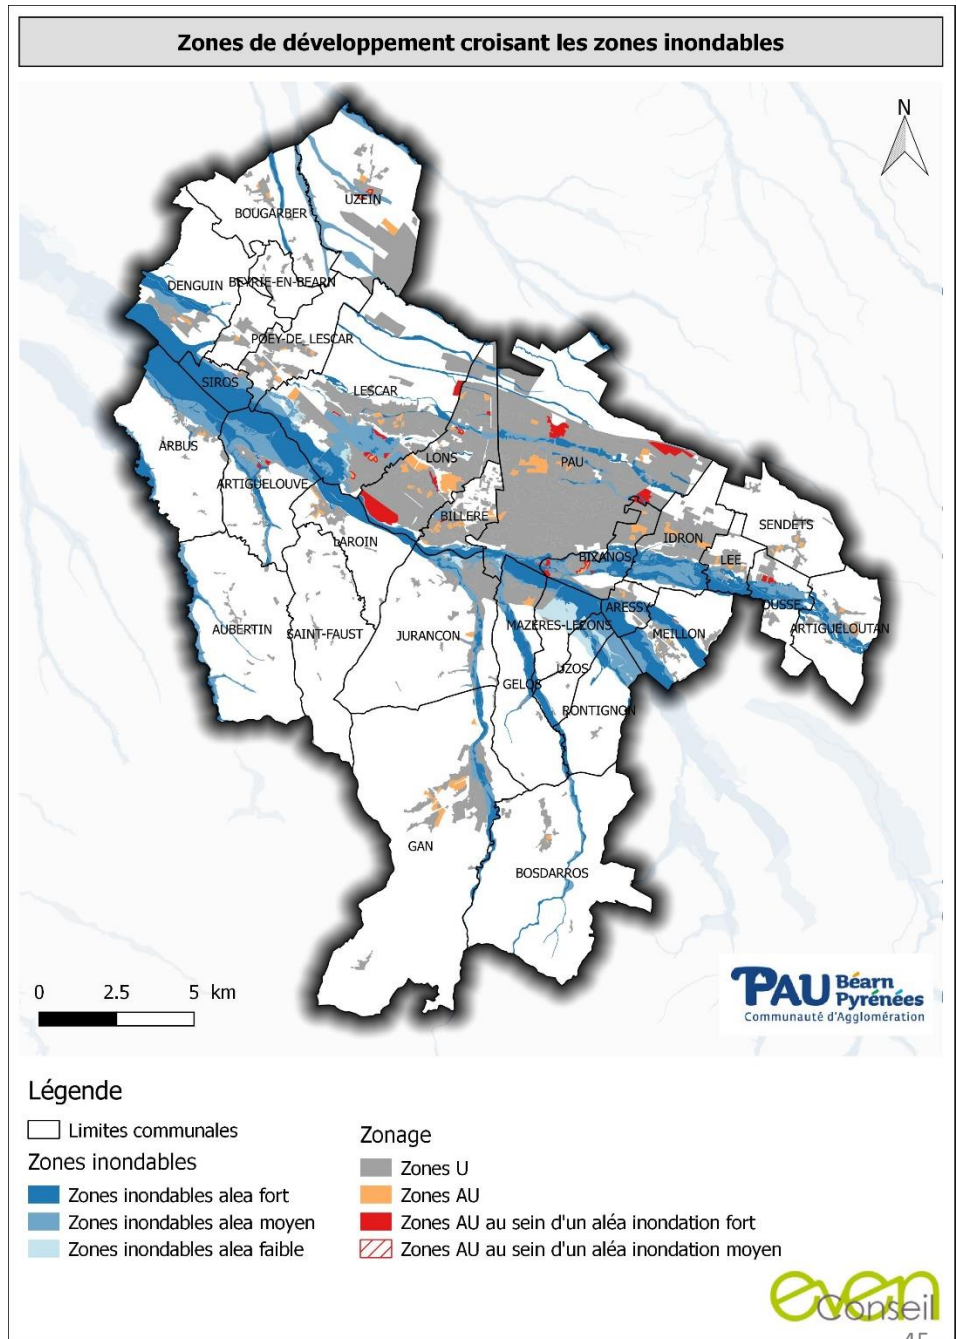 Zones de développement croisant les zones inondables
N
UZEIN
BOUGARBER
DENGUIN
BEYRIE-EN-BEARN
POEY-DE LESCAR
SIROS
LESCAR
ARBUS
LONS
PAU
ARTIGUELOUVE
BILLERE
SENDETS
LAROIN
IDRON
BIZANOS
LEE
OUSSE
ARESSY
AUBERTIN
SAINT-FAUST
JURANCON
MAZERES-LEZONS
MEILLON
ARTIGUELOUTAN
UZOS
GELOS
RONTIGNON
GAN
BOSDARROS
0 2.5 5 km
PAU Béarn
Pyrénées
Communauté d'Agglomération
Légende
Limites communales
Zones inondables
Zones inondables alea fort
Zones inondables alea moyen
Zones inondables alea faible
Zonage
Zones U
Zones AU
Zones AU au sein d'un aléa inondation fort
Zones AU au sein d'un aléa inondation moyen
even
Conseil
45